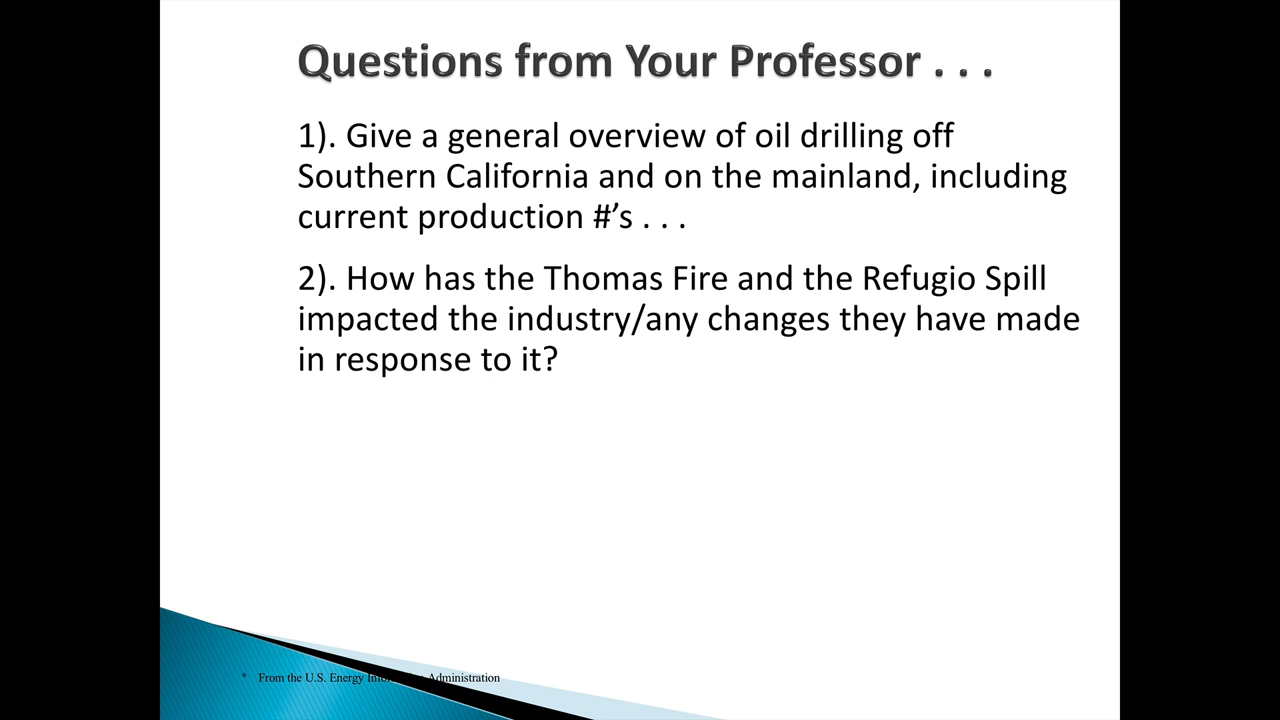 Questions from Your Professor . . .
1). Give a general overview of oil drilling off
Southern California and on the mainland, including
current production #’s . . .
2). How has the Thomas Fire and the Refugio Spill
impacted the industry/any changes they have made
in response to it?
* From the U.S. Energy Information Administration